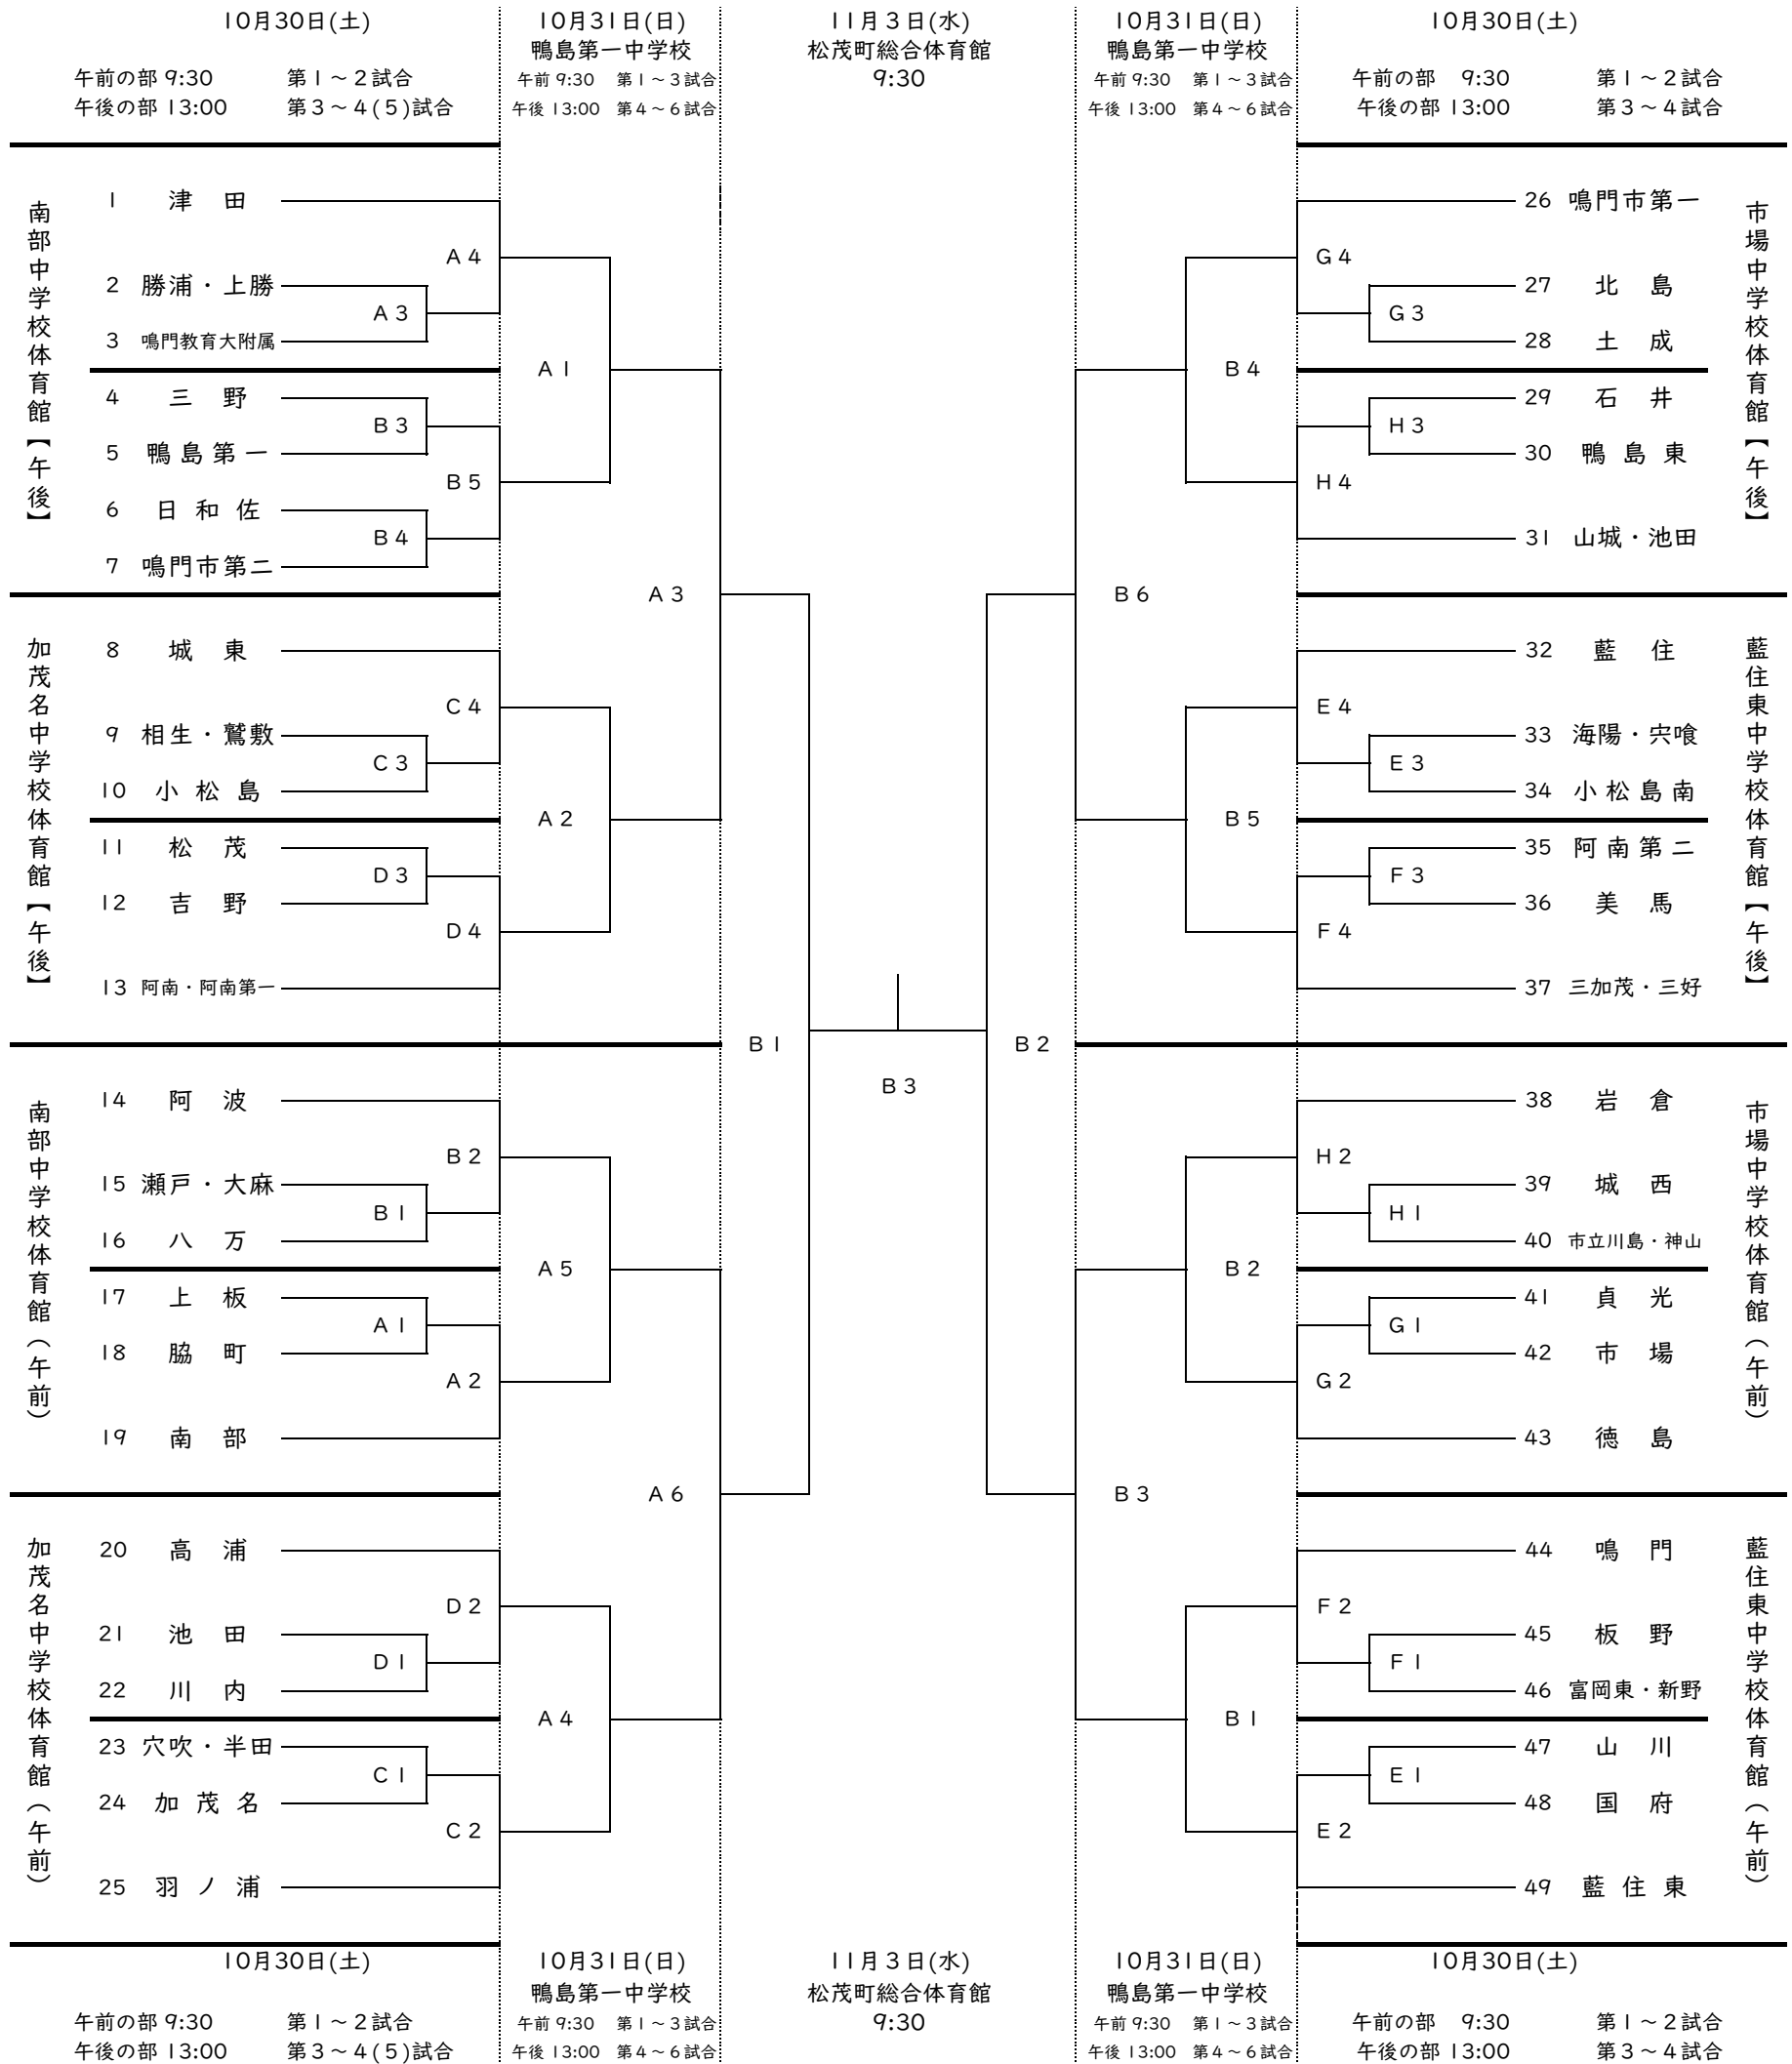 10月30日(土)
午前の部 9:30 第1～2試合
午後の部 13:00 第3～4(5)試合
10月31日(日)
鴨島第一中学校
午前 9:30 第1～3試合
午後 13:00 第4～6試合
11月3日(水)
松茂町総合体育館
9:30
10月31日(日)
鴨島第一中学校
午前 9:30 第1～3試合
午後 13:00 第4～6試合
10月30日(土)
午前の部 9:30 第1～2試合
午後の部 13:00 第3～4試合
南部中学校体育館【午後】
1 津田
2 勝浦・上勝
3 鳴門教育大附属
4 三野
5 鴨島第一
6 日和佐
7 鳴門市第二
A4
A3
B3
B5
B4
A1
加茂名中学校体育館【午後】
8 城東
9 相生・鷲敷
10 小松島
11 松茂
12 吉野
13 阿南・阿南第一
C4
C3
D3
D4
A2
A3
南部中学校体育館(午前)
14 阿波
15 瀬戸・大麻
16 八万
17 上板
18 脇町
19 南部
B2
B1
A1
A2
A5
加茂名中学校体育館(午前)
20 高浦
21 池田
22 川内
23 穴吹・半田
24 加茂名
25 羽ノ浦
D2
D1
C1
C2
A4
A6
B1
B3
B2
市場中学校体育館【午後】
26 鳴門市第一
27 北島
28 土成
29 石井
30 鴨島東
31 山城・池田
G4
G3
H3
H4
B4
藍住東中学校体育館【午後】
32 藍住
33 海陽・宍喰
34 小松島南
35 阿南第二
36 美馬
37 三加茂・三好
E4
E3
F3
F4
B5
B6
市場中学校体育館(午前)
38 岩倉
39 城西
40 市立川島・神山
41 貞光
42 市場
43 徳島
H2
H1
G1
G2
B2
藍住東中学校体育館(午前)
44 鳴門
45 板野
46 富岡東・新野
47 山川
48 国府
49 藍住東
F2
F1
E1
E2
B1
B3
10月30日(土)
午前の部 9:30 第1～2試合
午後の部 13:00 第3～4(5)試合
10月31日(日)
鴨島第一中学校
午前 9:30 第1～3試合
午後 13:00 第4～6試合
11月3日(水)
松茂町総合体育館
9:30
10月31日(日)
鴨島第一中学校
午前 9:30 第1～3試合
午後 13:00 第4～6試合
10月30日(土)
午前の部 9:30 第1～2試合
午後の部 13:00 第3～4試合